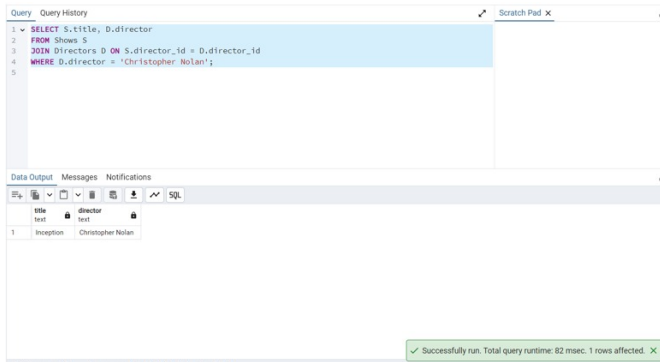 Query Query History
Scratch Pad
1 SELECT S.title, D.director
2 FROM Shows S
3 JOIN Directors D ON S.director_id = D.director_id
4 WHERE D.director = 'Christopher Nolan';
5
Data Output Messages Notifications
SQL
title director
text text
1 Inception Christopher Nolan
Successfully run. Total query runtime: 82 msec. 1 rows affected.